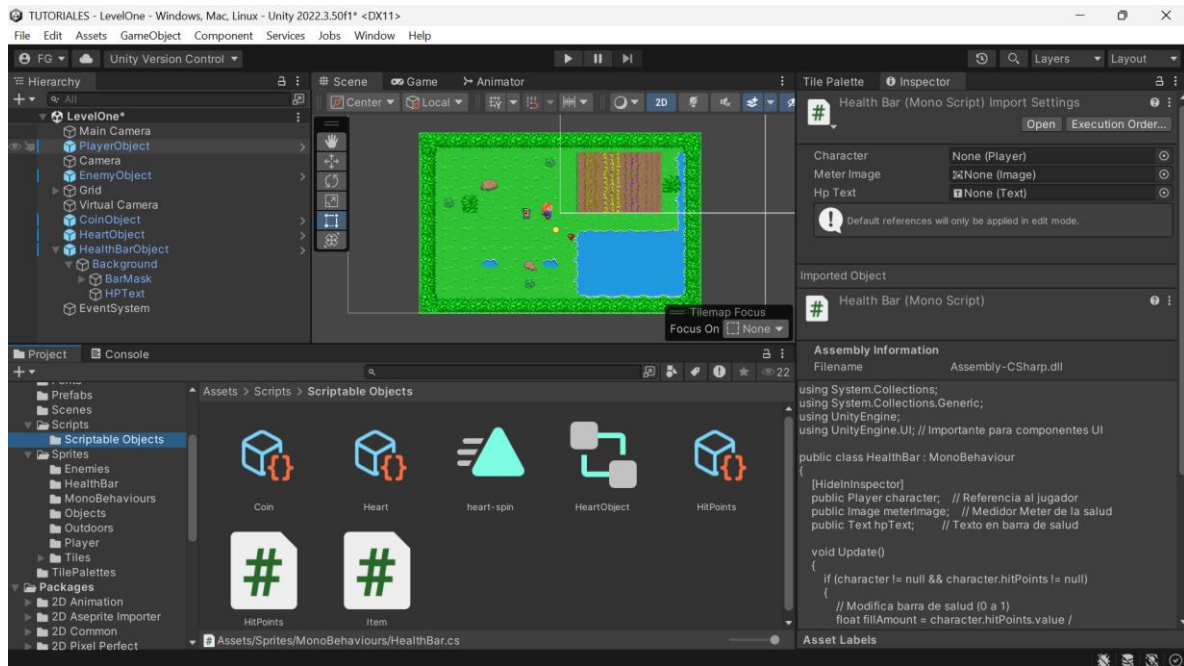 TUTORIALES - LevelOne - Windows, Mac, Linux - Unity 2022.3.50f1* <DX11>
File Edit Assets GameObject Component Services Jobs Window Help
FG Unity Version Control Layers Layout
Hierarchy
All
LevelOne*
Main Camera
PlayerObject
Camera
EnemyObject
Grid
Virtual Camera
CoinObject
HeartObject
HealthBarObject
Background
BarMask
HPText
EventSystem
Scene Game Animator
Center Local 2D
Tilemap Focus
Focus On None
Tile Palette Inspector
Health Bar (Mono Script) Import Settings
Open Execution Order...
Character None (Player)
Meter Image None (Image)
Hp Text None (Text)
Default references will only be applied in edit mode.
Imported Object
Health Bar (Mono Script)
Assembly Information
Filename Assembly-CSharp.dll
using System.Collections;
using System.Collections.Generic;
using UnityEngine;
using UnityEngine.UI; // Importante para componentes UI
public class HealthBar : MonoBehaviour
{
[HideInInspector]
public Player character; // Referencia al jugador
public Image meterImage; // Medidor Meter de la salud
public Text hpText; // Texto en barra de salud
void Update()
{
if (character != null && character.hitPoints != null)
{
// Modifica barra de salud (0 a 1)
float fillAmount = character.hitPoints.value /
Asset Labels
Project Console
22
Prefabs
Scenes
Scripts
Scriptable Objects
Sprites
Enemies
HealthBar
MonoBehaviours
Objects
Outdoors
Player
Tiles
TilePalettes
Packages
2D Animation
2D Aseprite Importer
2D Common
2D Pixel Perfect
Assets > Scripts > Scriptable Objects
Coin Heart heart-spin HeartObject HitPoints
HitPoints Item
Assets/Sprites/MonoBehaviours/HealthBar.cs